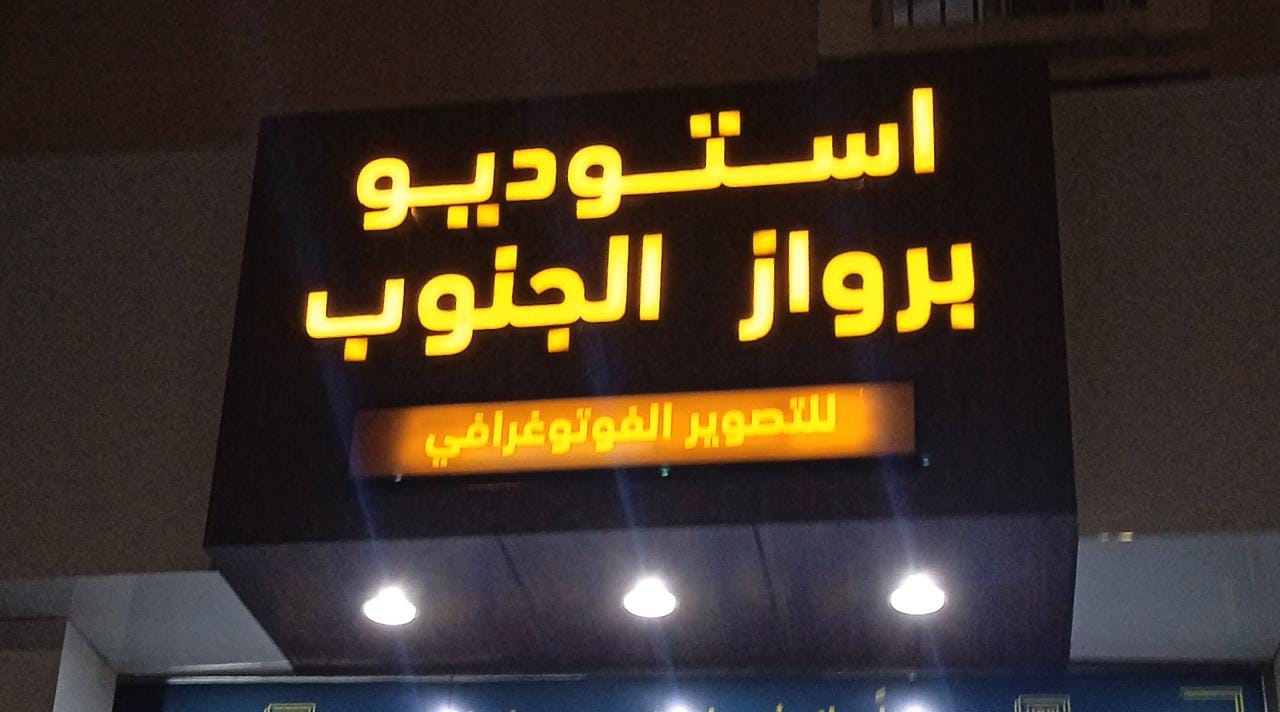 استوديو
برواز الجنوب
للتصوير الفوتوغرافي